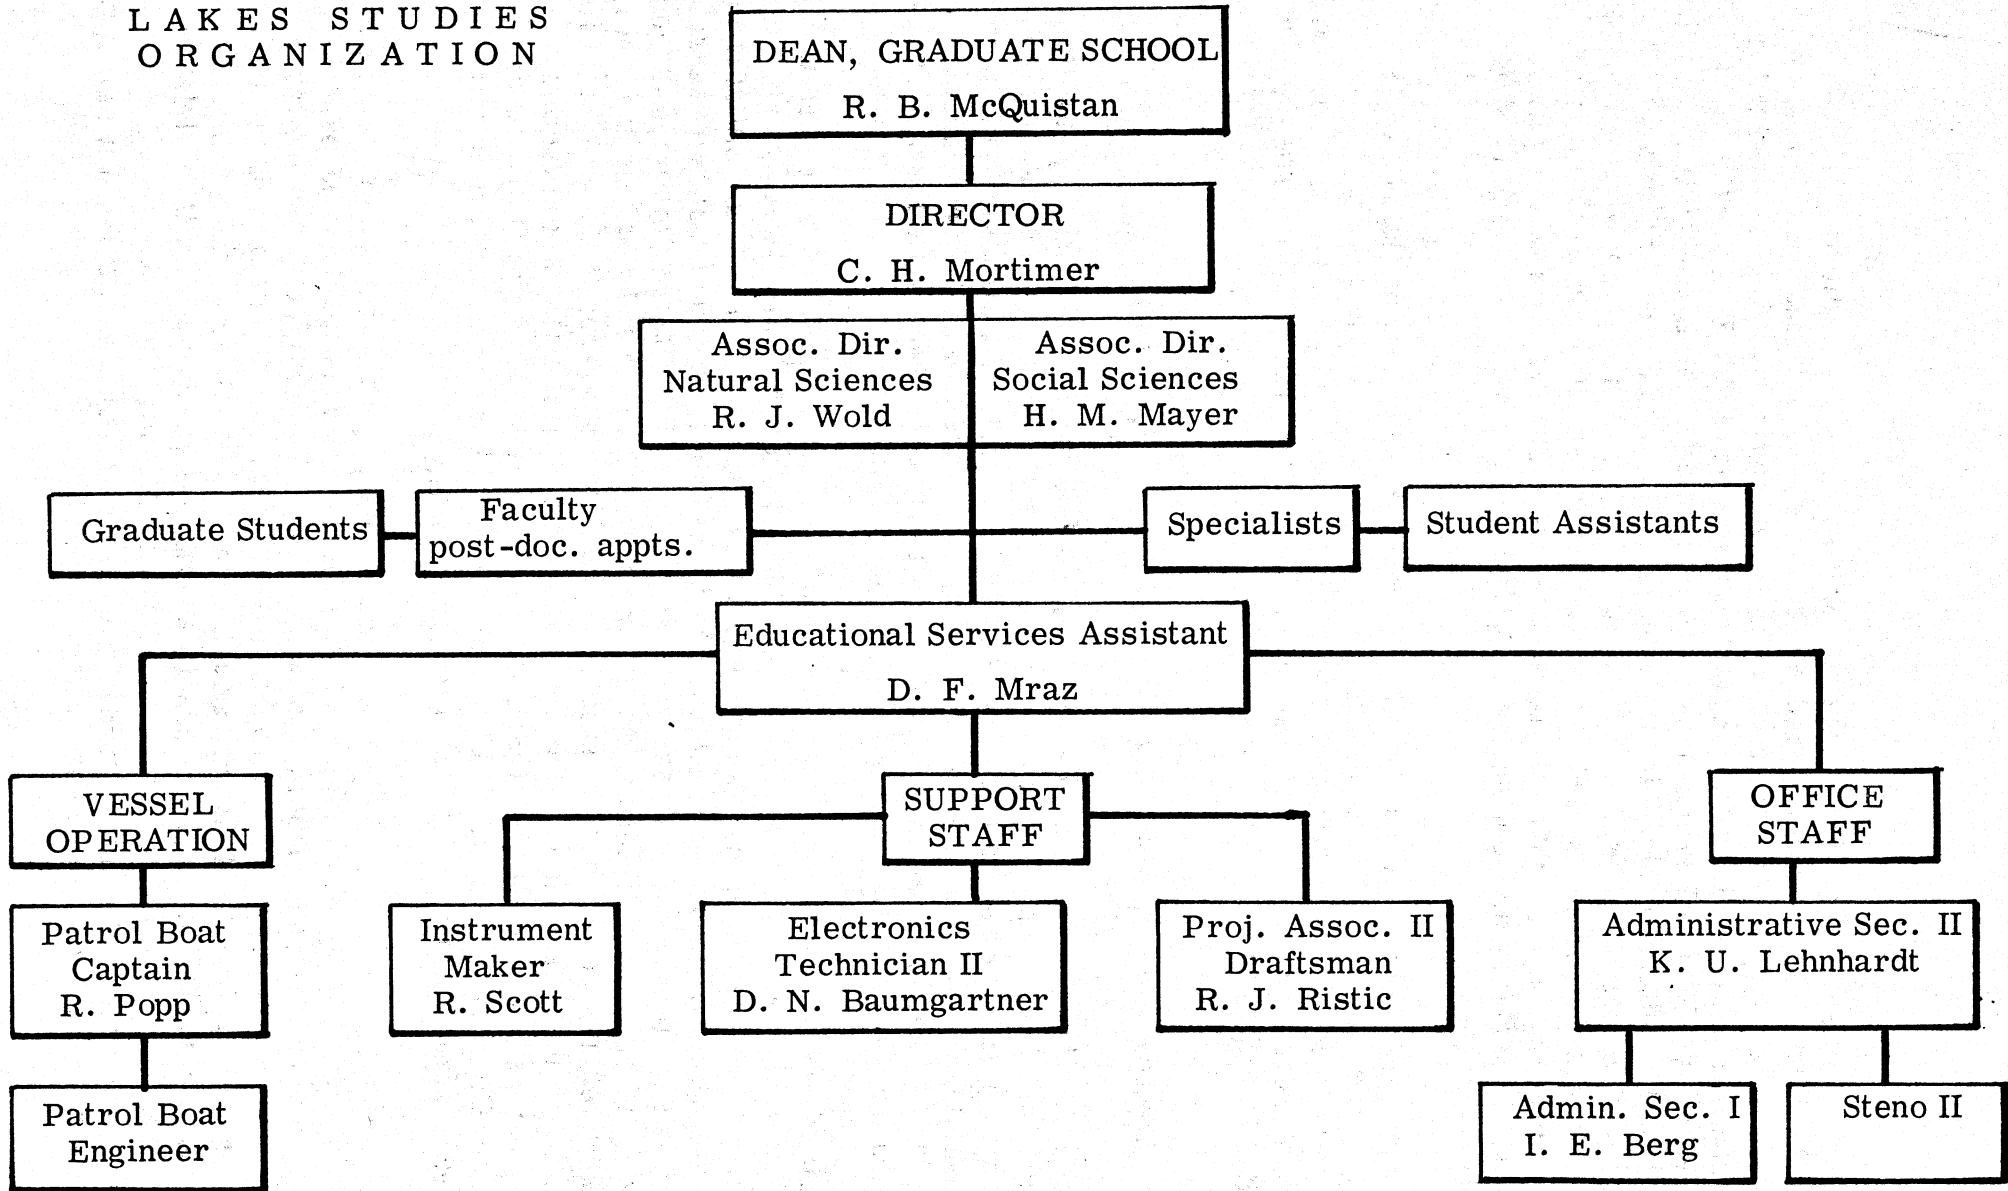 LAKES STUDIES
ORGANIZATION
DEAN, GRADUATE SCHOOL
R. B. McQuistan
DIRECTOR
C. H. Mortimer
Assoc. Dir.
Natural Sciences
R. J. Wold
Assoc. Dir.
Social Sciences
H. M. Mayer
Graduate Students
Faculty
post-doc. appts.
Specialists
Student Assistants
Educational Services Assistant
D. F. Mraz
VESSEL
OPERATION
SUPPORT
STAFF
OFFICE
STAFF
Patrol Boat
Captain
R. Popp
Instrument
Maker
R. Scott
Electronics
Technician II
D. N. Baumgartner
Proj. Assoc. II
Draftsman
R. J. Ristic
Administrative Sec. II
K. U. Lehnhardt
Patrol Boat
Engineer
Admin. Sec. I
I. E. Berg
Steno II